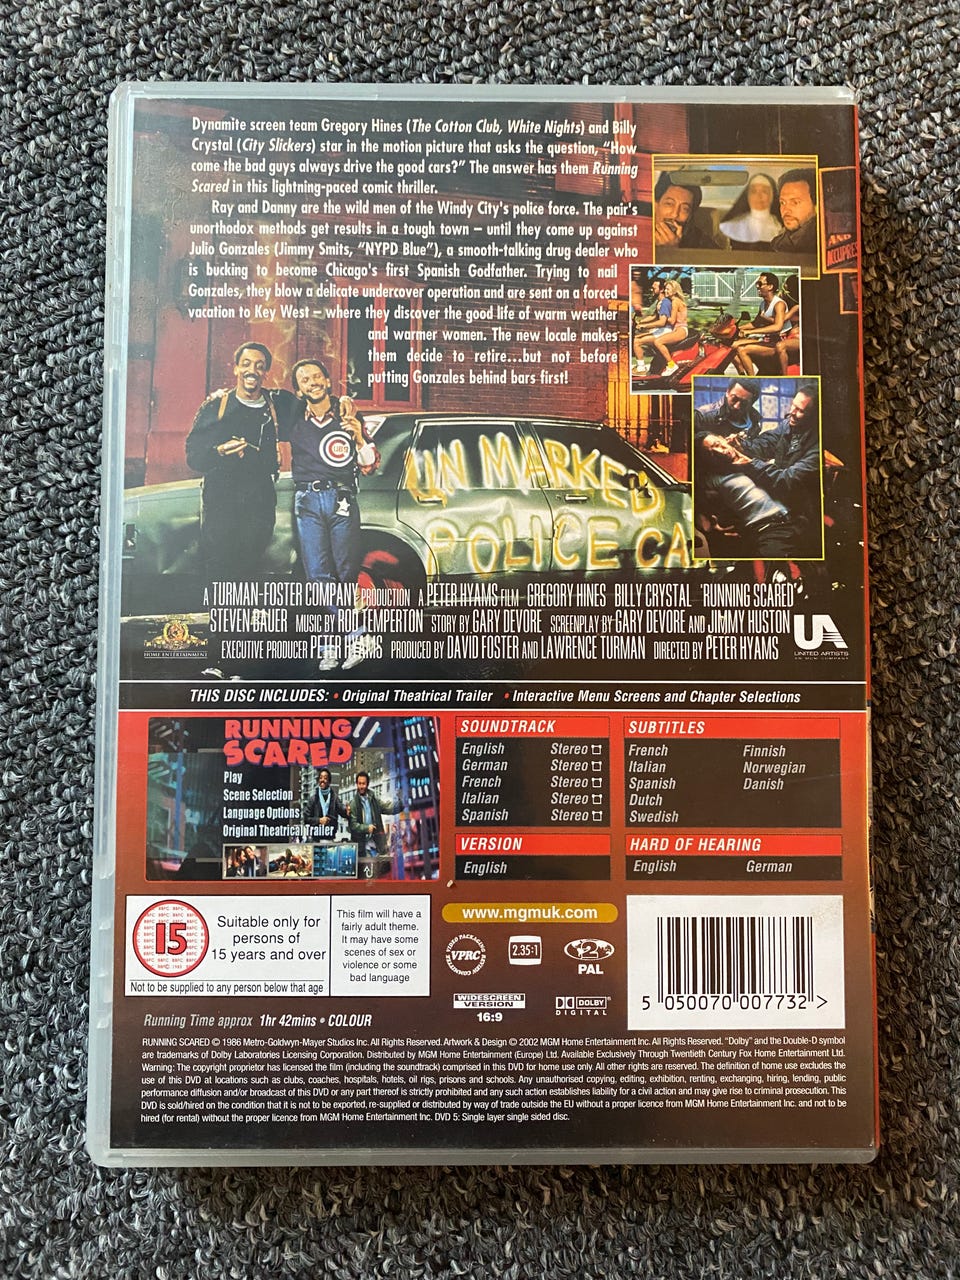 Dynamite screen team Gregory Hines (The Cotton Club, White Nights) and Billy
Crystal (City Slickers) star in the motion picture that asks the question, “How
come the bad guys always drive the good cars?” The answer has them Running
Scared in this lightning-paced comic thriller.
Ray and Danny are the wild men of the Windy City's police force. The pair's
unorthodox methods get results in a tough town – until they come up against
Julio Gonzales (Jimmy Smits, “NYPD Blue”), a smooth-talking drug dealer who
is bucking to become Chicago's first Spanish Godfather. Trying to nail
Gonzales, they blow a delicate undercover operation and are sent on a forced
vacation to Key West – where they discover the good life of warm weather
and warmer women. The new locale makes
them decide to retire...but not before
putting Gonzales behind bars first!
AND
CUBS
UN MARKED
POLICE CA
A TURMAN-FOSTER COMPANY PRODUCTION A PETER HYAMS FILM GREGORY HINES BILLY CRYSTAL 'RUNNING SCARED'
STEVEN BAUER MUSIC BY ROD TEMPERTON STORY BY GARY DEVORE SCREENPLAY BY GARY DEVORE AND JIMMY HUSTON
EXECUTIVE PRODUCER PETER HYAMS PRODUCED BY DAVID FOSTER AND LAWRENCE TURMAN DIRECTED BY PETER HYAMS
HOME ENTERTAINMENT
UA
UNITED ARTISTS
THIS DISC INCLUDES: • Original Theatrical Trailer • Interactive Menu Screens and Chapter Selections
RUNNING
SCARED
Play
Scene Selection
Language Options
Original Theatrical Trailer
SOUNDTRACK
English Stereo
German Stereo
French Stereo
Italian Stereo
Spanish Stereo
VERSION
English
SUBTITLES
French Finnish
Italian Norwegian
Spanish Danish
Dutch
Swedish
HARD OF HEARING
English German
15
Suitable only for
persons of
15 years and over
Not to be supplied to any person below that age
This film will have a
fairly adult theme.
It may have some
scenes of sex or
violence or some
bad language
www.mgmuk.com
VIDEO PACKAGING REVIEW COMMITTEE
VPRC
2.35:1
2
PAL
WIDESCREEN
VERSION
16:9
DOLBY
DIGITAL
5 050070 007732 >
Running Time approx 1hr 42mins • COLOUR
RUNNING SCARED © 1986 Metro-Goldwyn-Mayer Studios Inc. All Rights Reserved. Artwork & Design © 2002 MGM Home Entertainment Inc. All Rights Reserved. “Dolby” and the Double-D symbol
are trademarks of Dolby Laboratories Licensing Corporation. Distributed by MGM Home Entertainment (Europe) Ltd. Available Exclusively Through Twentieth Century Fox Home Entertainment Ltd.
Warning: The copyright proprietor has licensed the film (including the soundtrack) comprised in this DVD for home use only. All other rights are reserved. The definition of home use excludes the
use of this DVD at locations such as clubs, coaches, hospitals, hotels, oil rigs, prisons and schools. Any unauthorised copying, editing, exhibition, renting, exchanging, hiring, lending, public
performance diffusion and/or broadcast of this DVD or any part thereof is strictly prohibited and any such action establishes liability for a civil action and may give rise to criminal prosecution. This
DVD is sold/hired on the condition that it is not to be exported, re-supplied or distributed by way of trade outside the EU without a proper licence from MGM Home Entertainment Inc. and not to be
hired (for rental) without the proper licence from MGM Home Entertainment Inc. DVD 5: Single layer single sided disc.